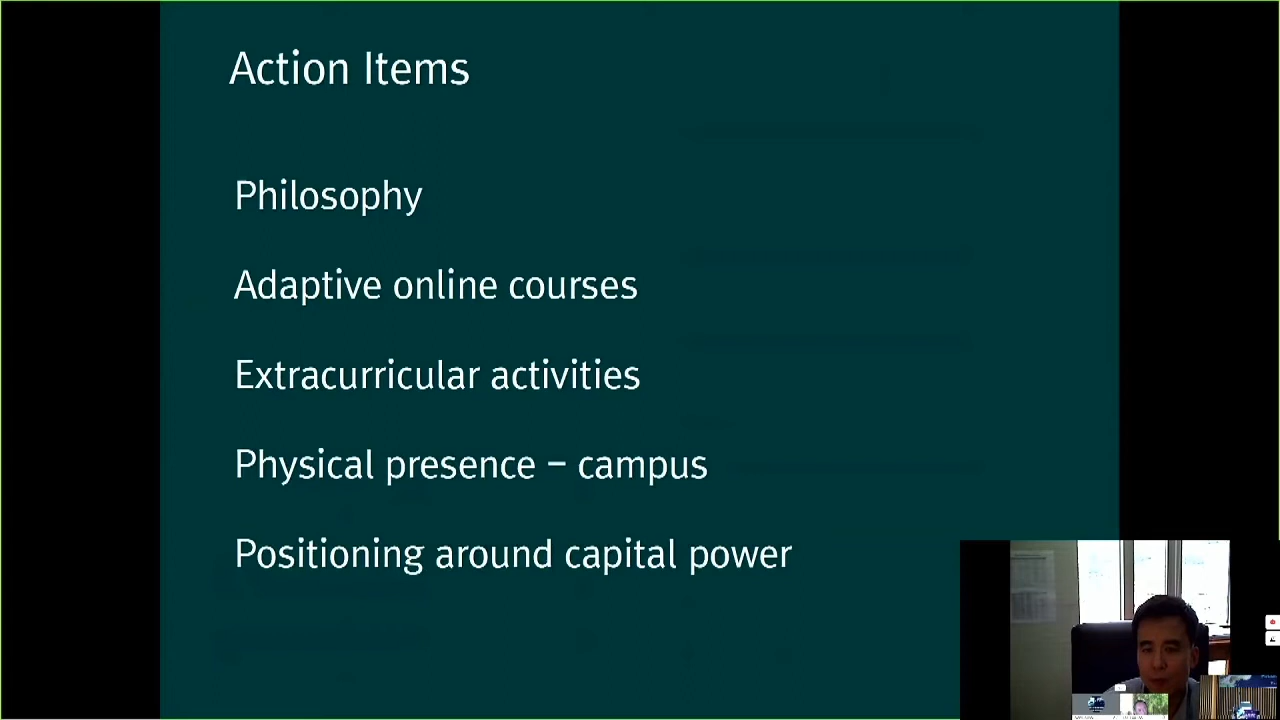 Action Items
Philosophy
Adaptive online courses
Extracurricular activities
Physical presence – campus
Positioning around capital power